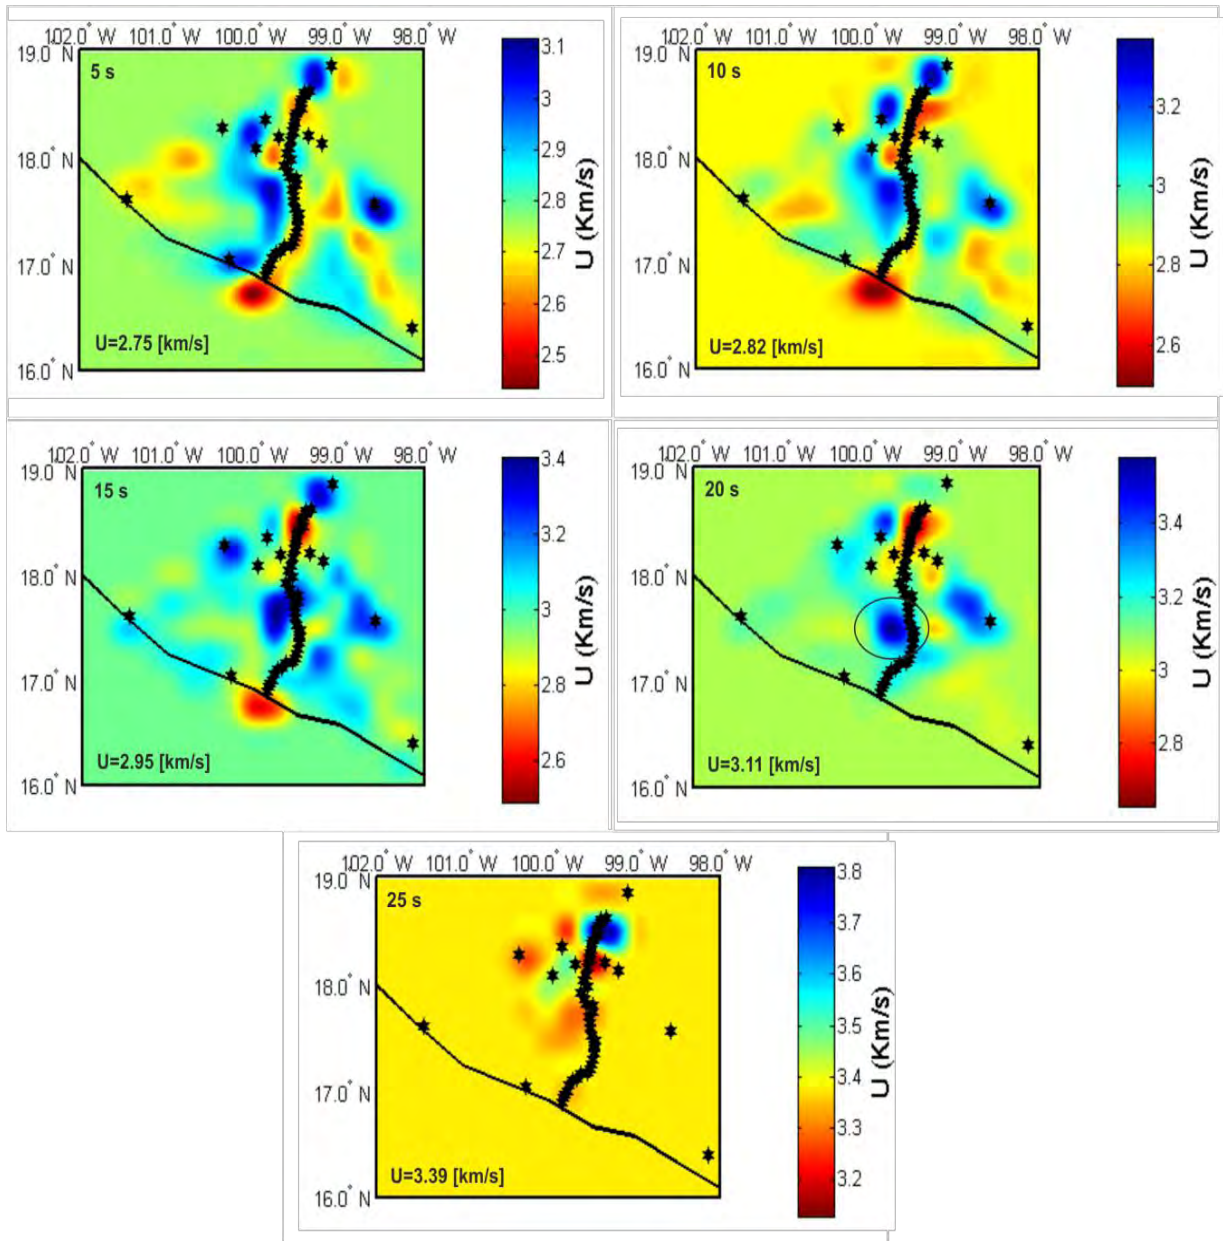 102.0° W 101.0° W 100.0° W 99.0° W 98.0° W
19.0° N
18.0° N
17.0° N
16.0° N
5 s
U=2.75 [km/s]
3.1
3
2.9
2.8
2.7
2.6
2.5
U (Km/s)
102.0° W 101.0° W 100.0° W 99.0° W 98.0° W
19.0° N
18.0° N
17.0° N
16.0° N
10 s
U=2.82 [km/s]
3.2
3
2.8
2.6
U (Km/s)
102.0° W 101.0° W 100.0° W 99.0° W 98.0° W
19.0° N
18.0° N
17.0° N
16.0° N
15 s
U=2.95 [km/s]
3.4
3.2
3
2.8
2.6
U (Km/s)
102.0° W 101.0° W 100.0° W 99.0° W 98.0° W
19.0° N
18.0° N
17.0° N
16.0° N
20 s
U=3.11 [km/s]
3.4
3.2
3
2.8
U (Km/s)
102.0° W 101.0° W 100.0° W 99.0° W 98.0° W
19.0° N
18.0° N
17.0° N
16.0° N
25 s
U=3.39 [km/s]
3.8
3.7
3.6
3.5
3.4
3.3
3.2
U (Km/s)